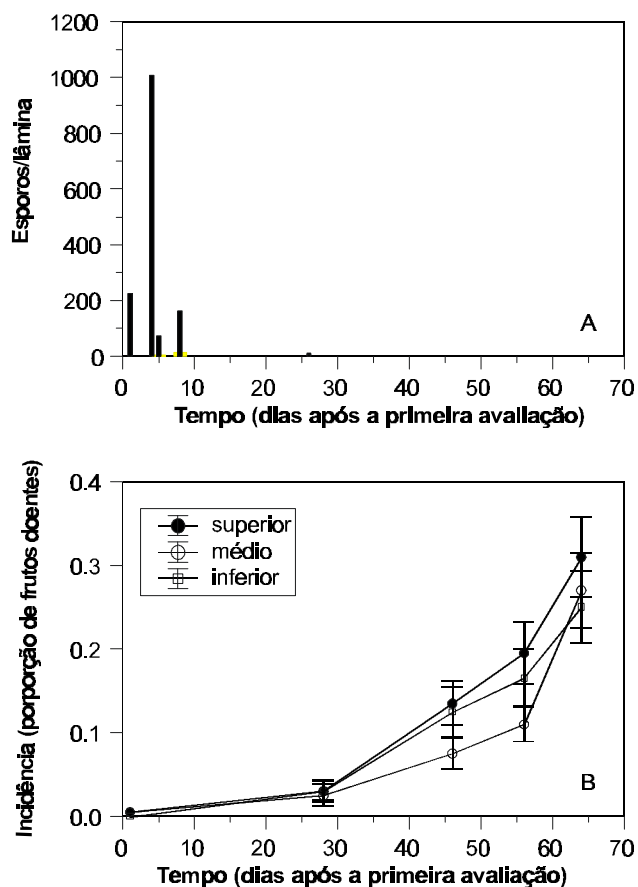 1200
1000
800
600
400
200
0
Esporos/lâmina
A
0 10 20 30 40 50 60 70
Tempo (dias após a primeira avaliação)
0.4
0.3
0.2
0.1
0.0
Incidência (porporção de frutos doentes)
superior
médio
inferior
B
0 10 20 30 40 50 60 70
Tempo (dias após a primeira avaliação)